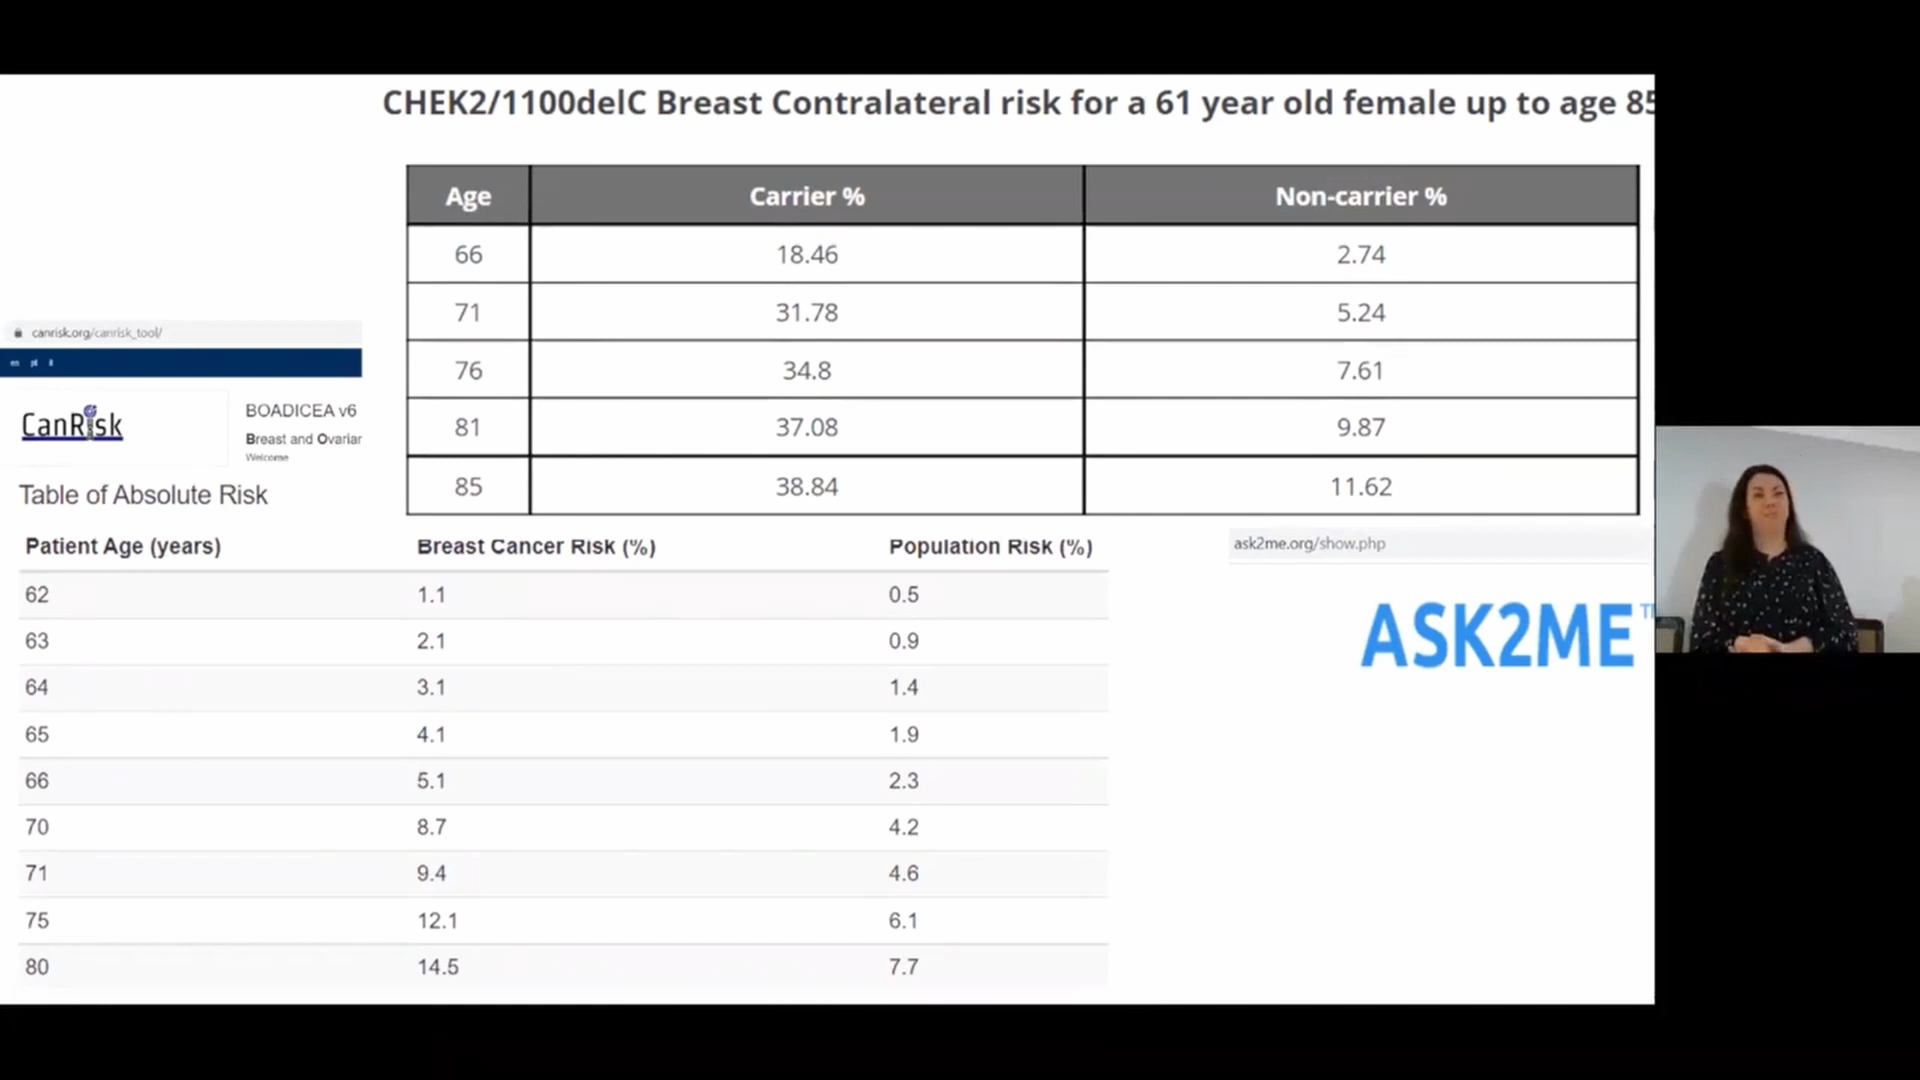 CHEK2/1100delC Breast Contralateral risk for a 61 year old female up to age 85
Age Carrier % Non-carrier %
66 18.46 2.74
71 31.78 5.24
76 34.8 7.61
81 37.08 9.87
85 38.84 11.62
canrisk.org/canrisk_tool/
en pt it
CanRisk
BOADICEA v6
Breast and Ovarian
Welcome
Table of Absolute Risk
Patient Age (years) Breast Cancer Risk (%) Population Risk (%)
62 1.1 0.5
63 2.1 0.9
64 3.1 1.4
65 4.1 1.9
66 5.1 2.3
70 8.7 4.2
71 9.4 4.6
75 12.1 6.1
80 14.5 7.7
ask2me.org/show.php
ASK2ME™